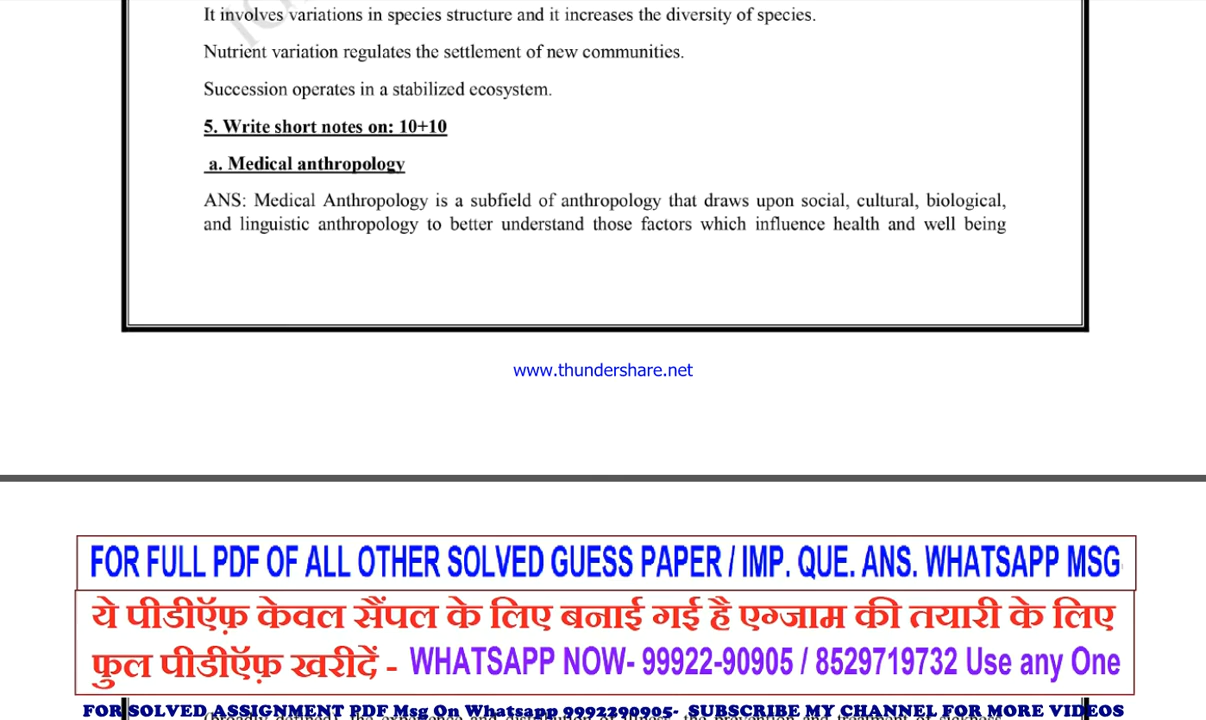 It involves variations in species structure and it increases the diversity of species.
Nutrient variation regulates the settlement of new communities.
Succession operates in a stabilized ecosystem.
5. Write short notes on: 10+10
a. Medical anthropology
ANS: Medical Anthropology is a subfield of anthropology that draws upon social, cultural, biological,
and linguistic anthropology to better understand those factors which influence health and well being
www.thundershare.net
FOR FULL PDF OF ALL OTHER SOLVED GUESS PAPER / IMP. QUE. ANS. WHATSAPP MSG
ये पीडीऍफ़ केवल सैंपल के लिए बनाई गई है एग्जाम की तयारी के लिए
फुल पीडीऍफ़ खरीदें - WHATSAPP NOW- 99922-90905 / 8529719732 Use any One
FOR SOLVED ASSIGNMENT PDF Msg On Whatsapp 9992290905- SUBSCRIBE MY CHANNEL FOR MORE VIDEOS